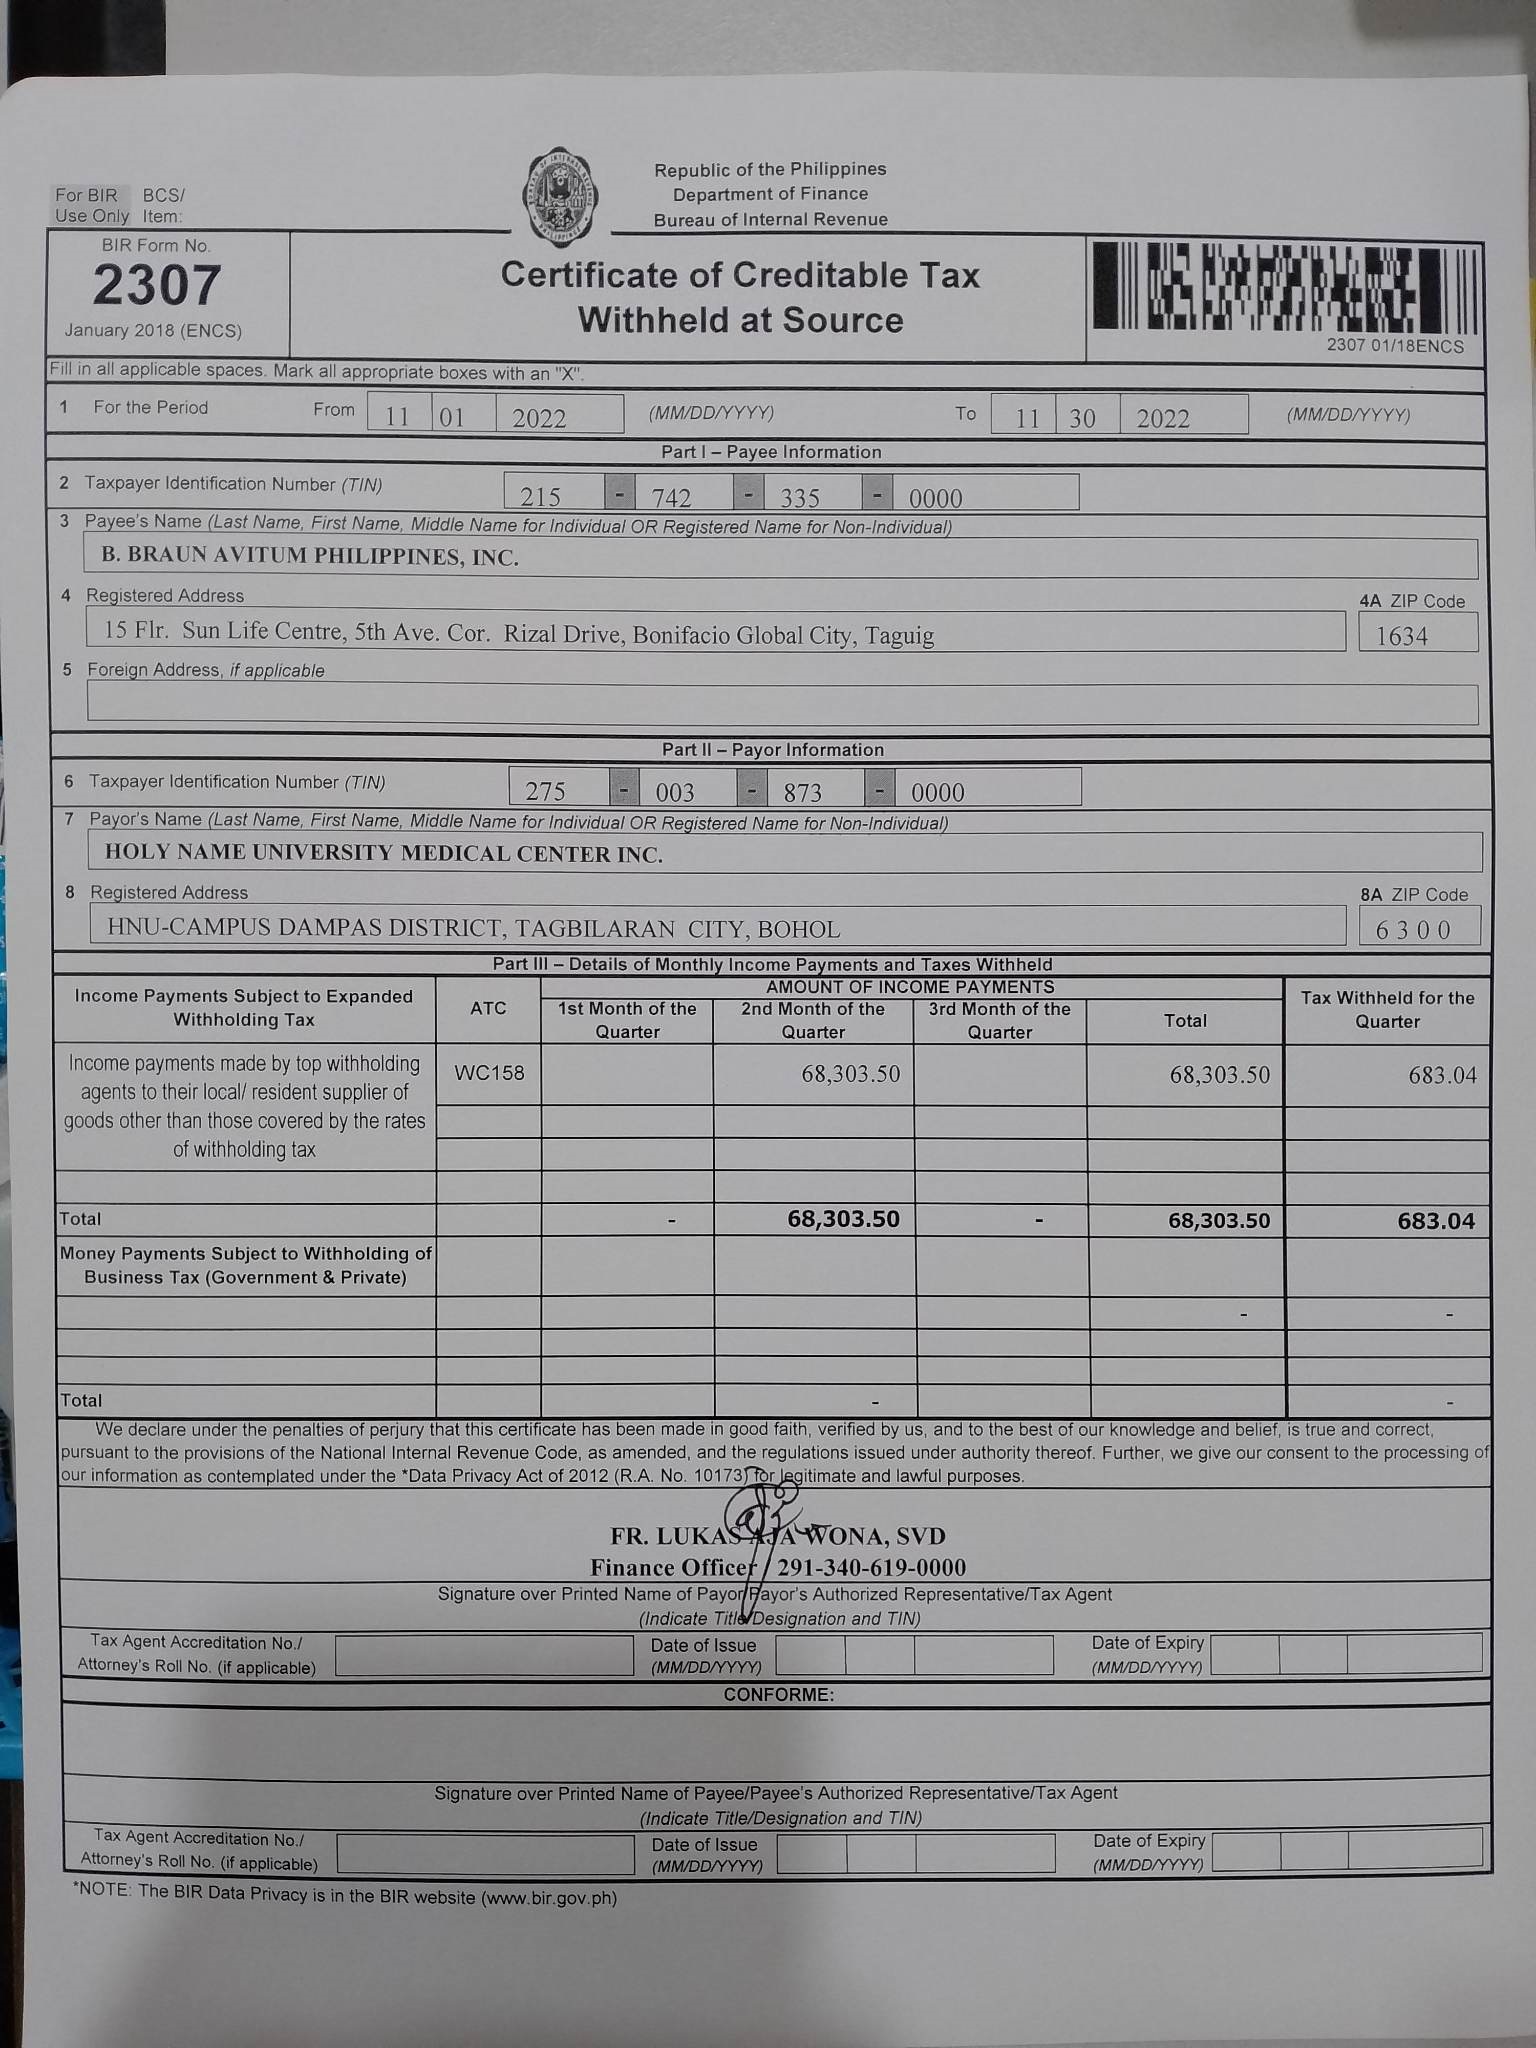 Republic of the Philippines
Department of Finance
Bureau of Internal Revenue
For BIR BCS/
Use Only Item:
BIR Form No.
2307
January 2018 (ENCS)
Certificate of Creditable Tax
Withheld at Source
2307 01/18ENCS
Fill in all applicable spaces. Mark all appropriate boxes with an "X".
1 For the Period From 11 01 2022 (MM/DD/YYYY) To 11 30 2022 (MM/DD/YYYY)
Part I – Payee Information
2 Taxpayer Identification Number (TIN) 215 - 742 - 335 - 0000
3 Payee's Name (Last Name, First Name, Middle Name for Individual OR Registered Name for Non-Individual)
B. BRAUN AVITUM PHILIPPINES, INC.
4 Registered Address 4A ZIP Code
15 Flr. Sun Life Centre, 5th Ave. Cor. Rizal Drive, Bonifacio Global City, Taguig 1634
5 Foreign Address, if applicable
Part II – Payor Information
6 Taxpayer Identification Number (TIN) 275 - 003 - 873 - 0000
7 Payor's Name (Last Name, First Name, Middle Name for Individual OR Registered Name for Non-Individual)
HOLY NAME UNIVERSITY MEDICAL CENTER INC.
8 Registered Address 8A ZIP Code
HNU-CAMPUS DAMPAS DISTRICT, TAGBILARAN CITY, BOHOL 6300
Part III – Details of Monthly Income Payments and Taxes Withheld
Income Payments Subject to Expanded
Withholding Tax
ATC
AMOUNT OF INCOME PAYMENTS
1st Month of the
Quarter
2nd Month of the
Quarter
3rd Month of the
Quarter
Total
Tax Withheld for the
Quarter
Income payments made by top withholding
agents to their local/ resident supplier of
goods other than those covered by the rates
of withholding tax
WC158 68,303.50 68,303.50 683.04
Total - 68,303.50 - 68,303.50 683.04
Money Payments Subject to Withholding of
Business Tax (Government & Private)
- -
Total - -
We declare under the penalties of perjury that this certificate has been made in good faith, verified by us, and to the best of our knowledge and belief, is true and correct,
pursuant to the provisions of the National Internal Revenue Code, as amended, and the regulations issued under authority thereof. Further, we give our consent to the processing of
our information as contemplated under the *Data Privacy Act of 2012 (R.A. No. 10173) for legitimate and lawful purposes.
FR. LUKAS AJA WONA, SVD
Finance Officer / 291-340-619-0000
Signature over Printed Name of Payor/Payor's Authorized Representative/Tax Agent
(Indicate Title/Designation and TIN)
Tax Agent Accreditation No./
Attorney's Roll No. (if applicable)
Date of Issue
(MM/DD/YYYY)
Date of Expiry
(MM/DD/YYYY)
CONFORME:
Signature over Printed Name of Payee/Payee's Authorized Representative/Tax Agent
(Indicate Title/Designation and TIN)
Tax Agent Accreditation No./
Attorney's Roll No. (if applicable)
Date of Issue
(MM/DD/YYYY)
Date of Expiry
(MM/DD/YYYY)
*NOTE: The BIR Data Privacy is in the BIR website (www.bir.gov.ph)